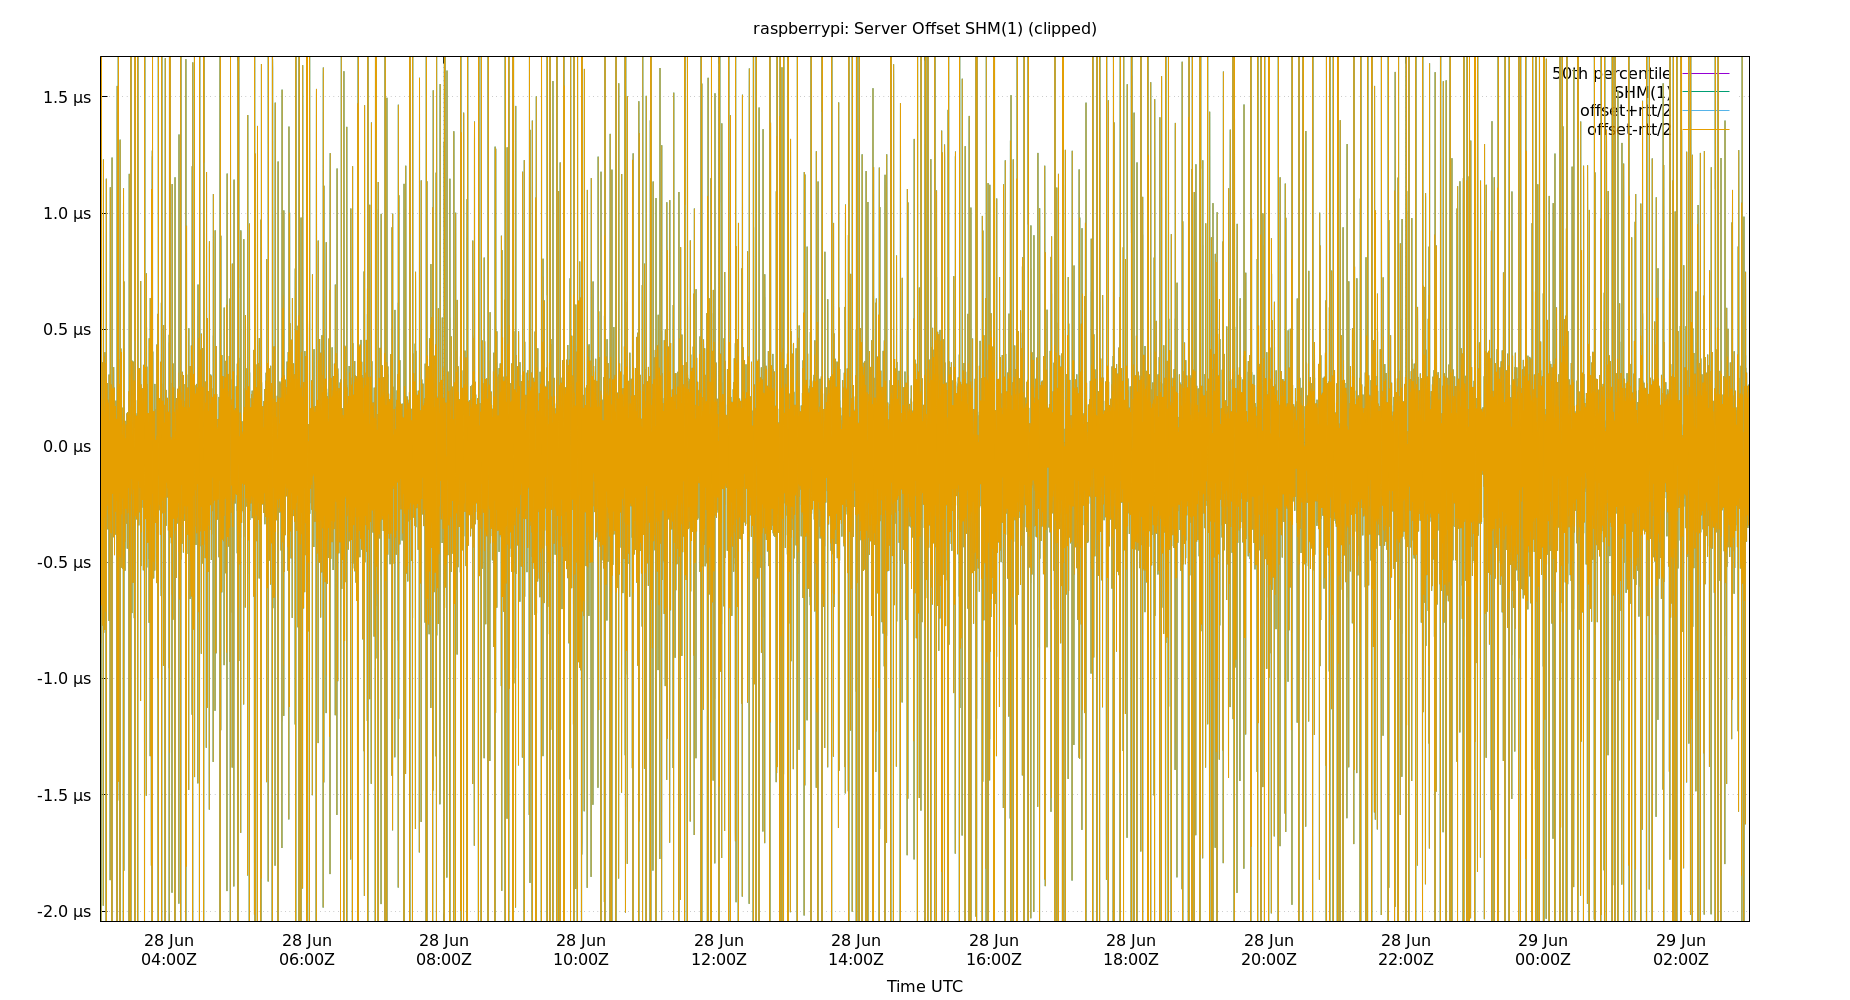 raspberrypi: Server Offset SHM(1) (clipped)
50th percentile
SHM(1)
offset+rtt/2
offset-rtt/2
1.5 µs
1.0 µs
0.5 µs
0.0 µs
-0.5 µs
-1.0 µs
-1.5 µs
-2.0 µs
28 Jun 28 Jun 28 Jun 28 Jun 28 Jun 28 Jun 28 Jun 28 Jun 28 Jun 28 Jun 29 Jun 29 Jun
04:00Z 06:00Z 08:00Z 10:00Z 12:00Z 14:00Z 16:00Z 18:00Z 20:00Z 22:00Z 00:00Z 02:00Z
Time UTC